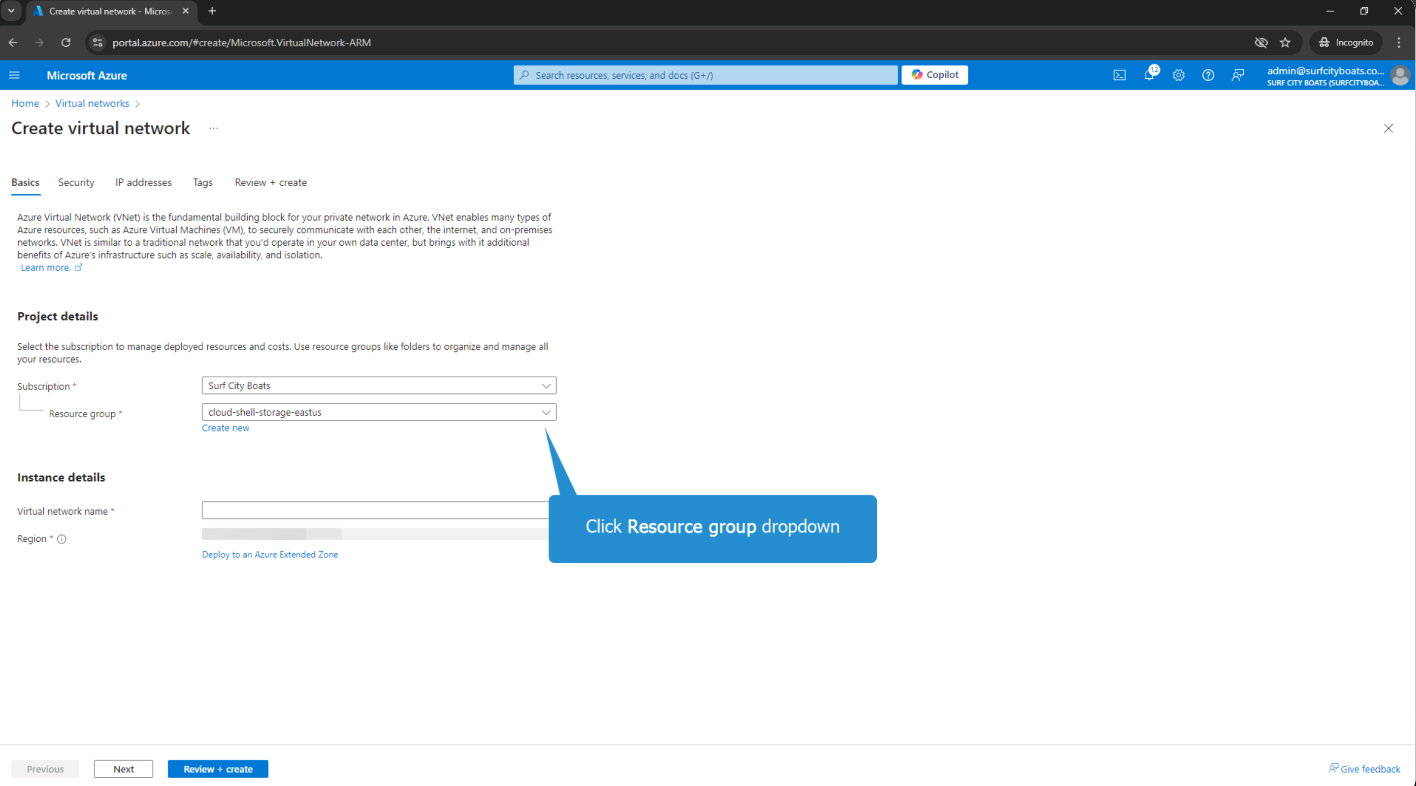 Create virtual network - Micros
portal.azure.com/#create/Microsoft.VirtualNetwork-ARM
Incognito
Microsoft Azure
Search resources, services, and docs (G+/)
Copilot
12
admin@surfcityboats.co...
SURF CITY BOATS (SURFCITYBOA...
Home > Virtual networks >
Create virtual network ...
Basics Security IP addresses Tags Review + create
Azure Virtual Network (VNet) is the fundamental building block for your private network in Azure. VNet enables many types of
Azure resources, such as Azure Virtual Machines (VM), to securely communicate with each other, the internet, and on-premises
networks. VNet is similar to a traditional network that you'd operate in your own data center, but brings with it additional
benefits of Azure's infrastructure such as scale, availability, and isolation.
Learn more.
Project details
Select the subscription to manage deployed resources and costs. Use resource groups like folders to organize and manage all
your resources.
Subscription * Surf City Boats
Resource group * cloud-shell-storage-eastus
Create new
Instance details
Virtual network name *
Click Resource group dropdown
Region *
Deploy to an Azure Extended Zone
Previous Next Review + create Give feedback